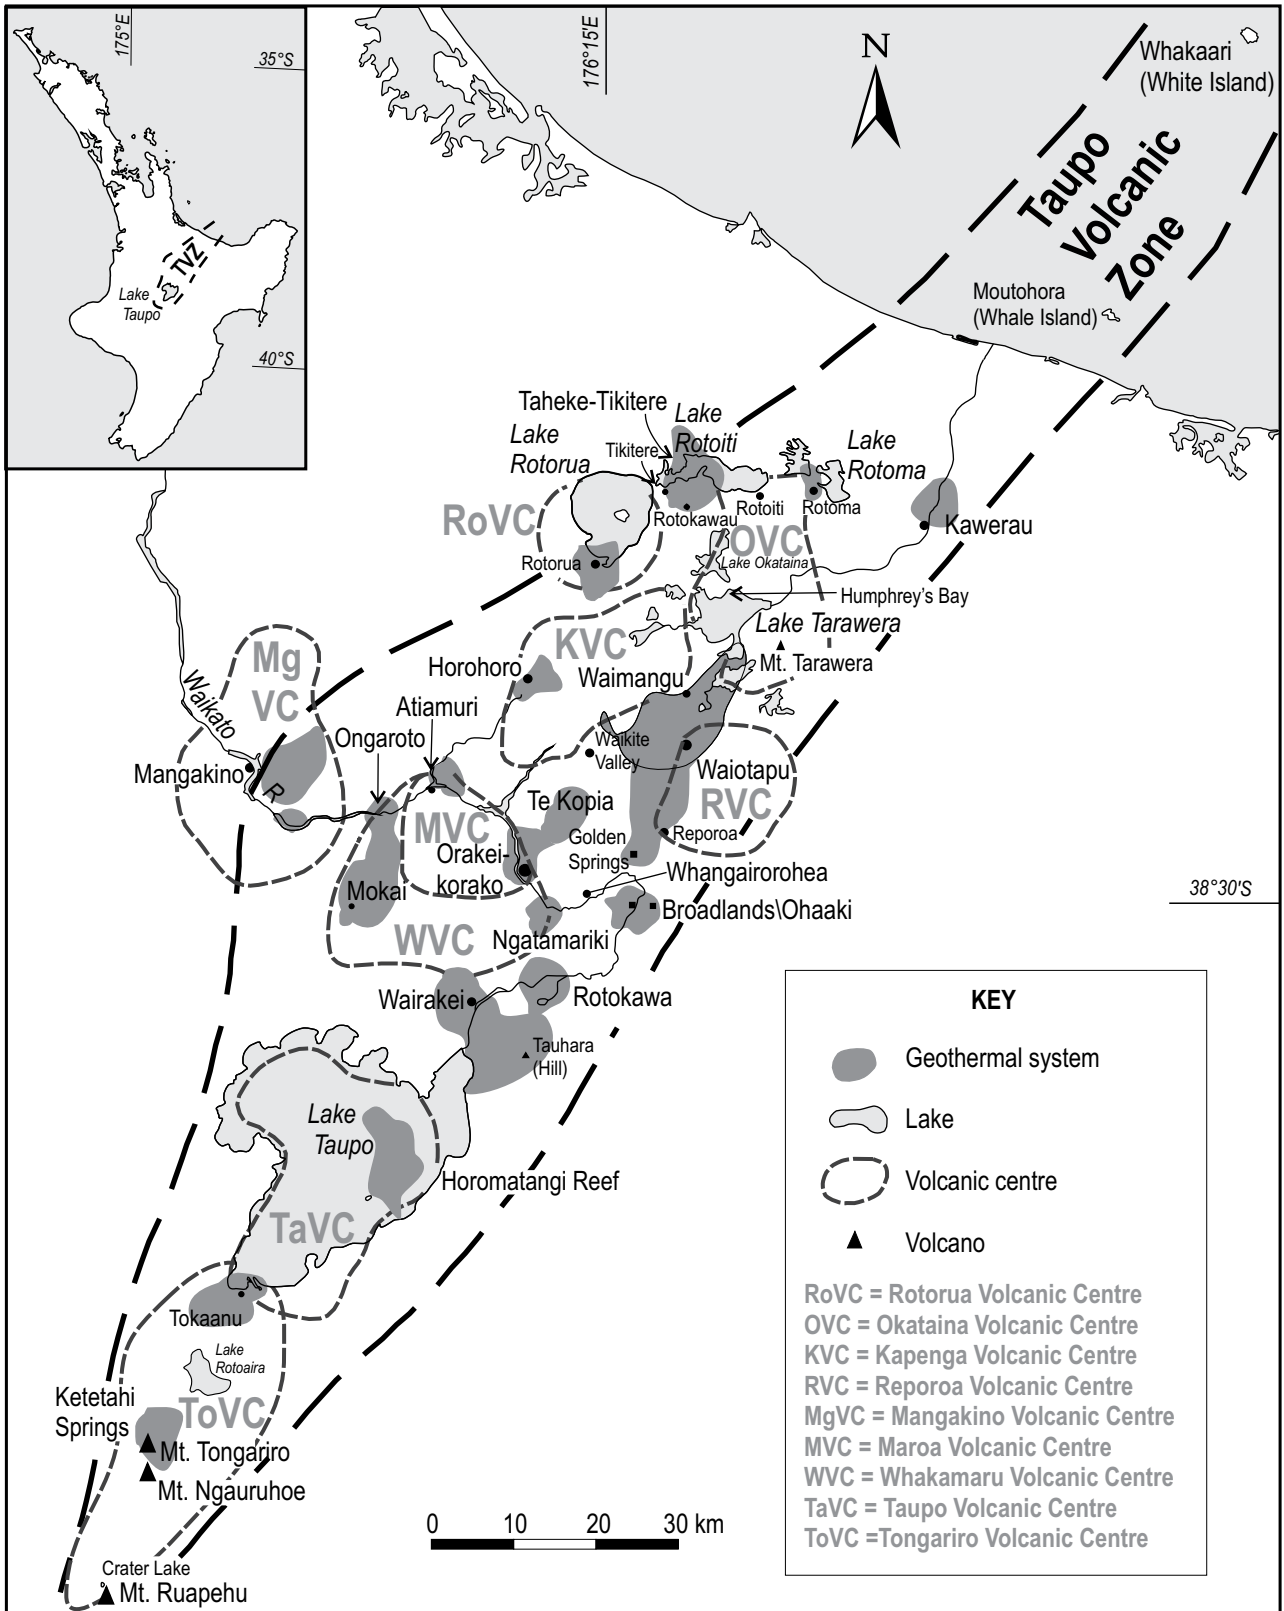 175°E
35°S
TVZ
Lake
Taupo
40°S
176°15'E
N
Whakaari
(White Island)
Taupo
Volcanic
Zone
Moutohora
(Whale Island)
Taheke-Tikitere
Lake
Rotoiti
Lake
Rotorua
Tikitere
Lake
Rotoma
RoVC
Rotokawau
Rotoiti
Rotoma
OVC
Kawerau
Lake Okataina
Rotorua
Humphrey's Bay
Lake Tarawera
KVC
Mt. Tarawera
Mg
VC
Horohoro
Waimangu
Waikato
R
Atiamuri
Ongaroto
Waikite
Valley
Mangakino
Waiotapu
RVC
Te Kopia
MVC
Golden
Springs
Reporoa
Orakei-
korako
Whangairorohea
Mokai
38°30'S
Broadlands\Ohaaki
WVC
Ngatamariki
Wairakei
Rotokawa
Tauhara
(Hill)
Lake
Taupo
Horomatangi Reef
TaVC
Tokaanu
Lake
Rotoaira
Ketetahi
Springs
ToVC
Mt. Tongariro
Mt. Ngauruhoe
Crater Lake
Mt. Ruapehu
0 10 20 30 km
KEY
Geothermal system
Lake
Volcanic centre
Volcano
RoVC = Rotorua Volcanic Centre
OVC = Okataina Volcanic Centre
KVC = Kapenga Volcanic Centre
RVC = Reporoa Volcanic Centre
MgVC = Mangakino Volcanic Centre
MVC = Maroa Volcanic Centre
WVC = Whakamaru Volcanic Centre
TaVC = Taupo Volcanic Centre
ToVC =Tongariro Volcanic Centre